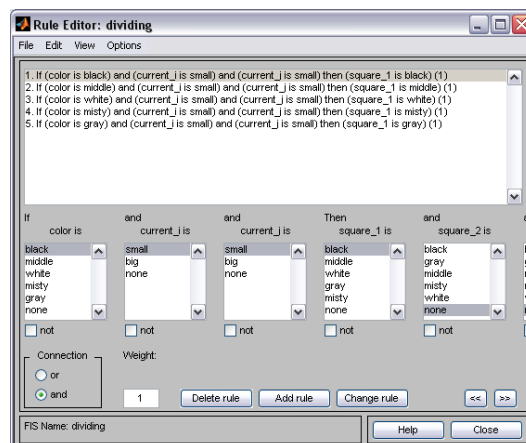 Rule Editor: dividing
File Edit View Options
1. If (color is black) and (current_i is small) and (current_j is small) then (square_1 is black) (1)
2. If (color is middle) and (current_i is small) and (current_j is small) then (square_1 is middle) (1)
3. If (color is white) and (current_i is small) and (current_j is small) then (square_1 is white) (1)
4. If (color is misty) and (current_i is small) and (current_j is small) then (square_1 is misty) (1)
5. If (color is gray) and (current_i is small) and (current_j is small) then (square_1 is gray) (1)
If and and Then and
color is current_i is current_j is square_1 is square_2 is
black small small black black
middle big big middle gray
white none none white middle
misty gray misty
gray misty white
none none none
not not not not not
Connection Weight:
or
and 1 Delete rule Add rule Change rule << >>
FIS Name: dividing Help Close